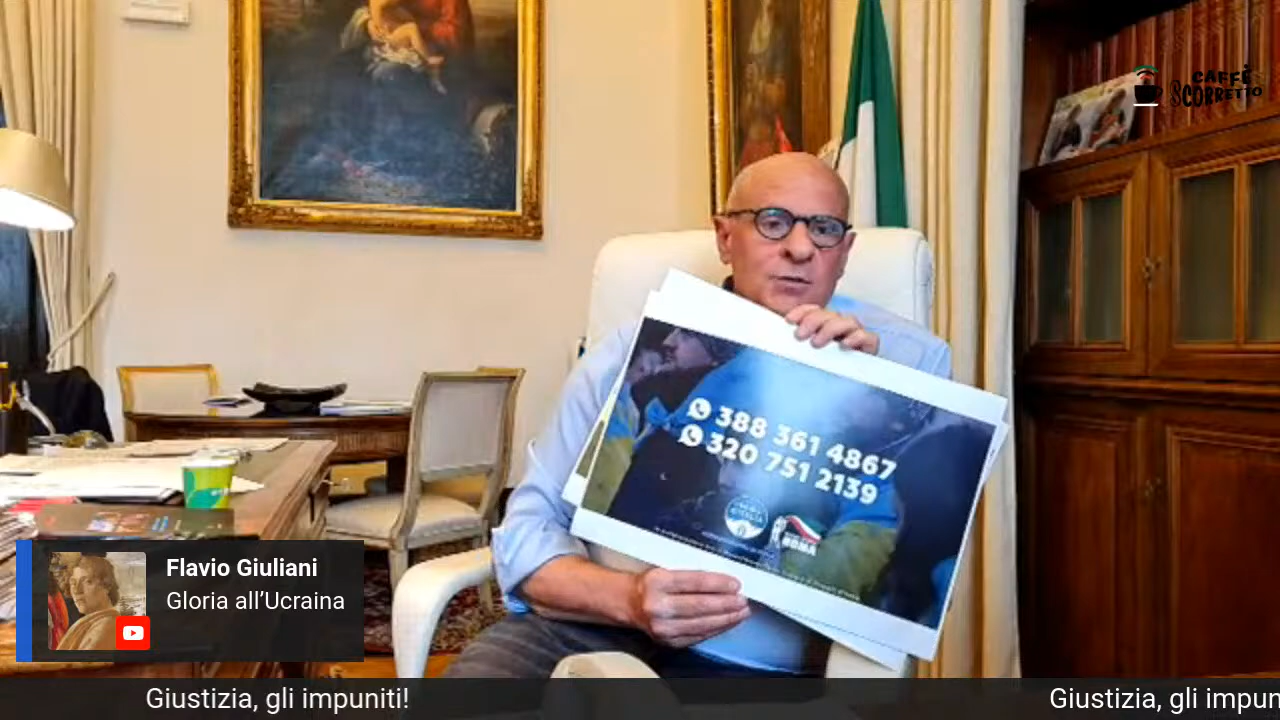 CAFFÈ
SCORRETTO
388 361 4867
320 751 2139
ROMA
Flavio Giuliani
Gloria all'Ucraina
Giustizia, gli impuniti!
Giustizia, gli impun